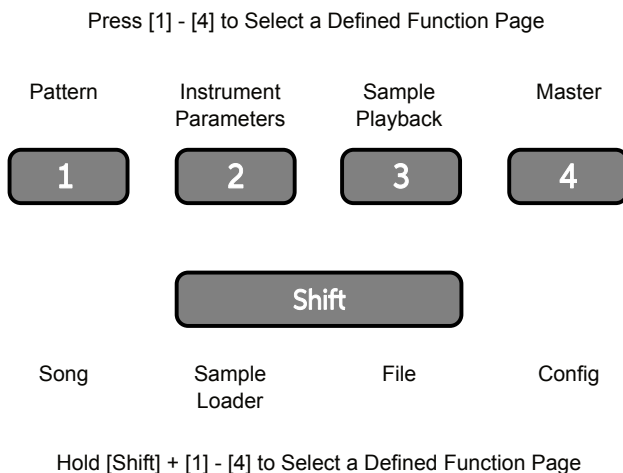 Press [1] - [4] to Select a Defined Function Page
Pattern
Instrument
Parameters
Sample
Playback
Master
1
2
3
4
Shift
Song
Sample
Loader
File
Config
Hold [Shift] + [1] - [4] to Select a Defined Function Page